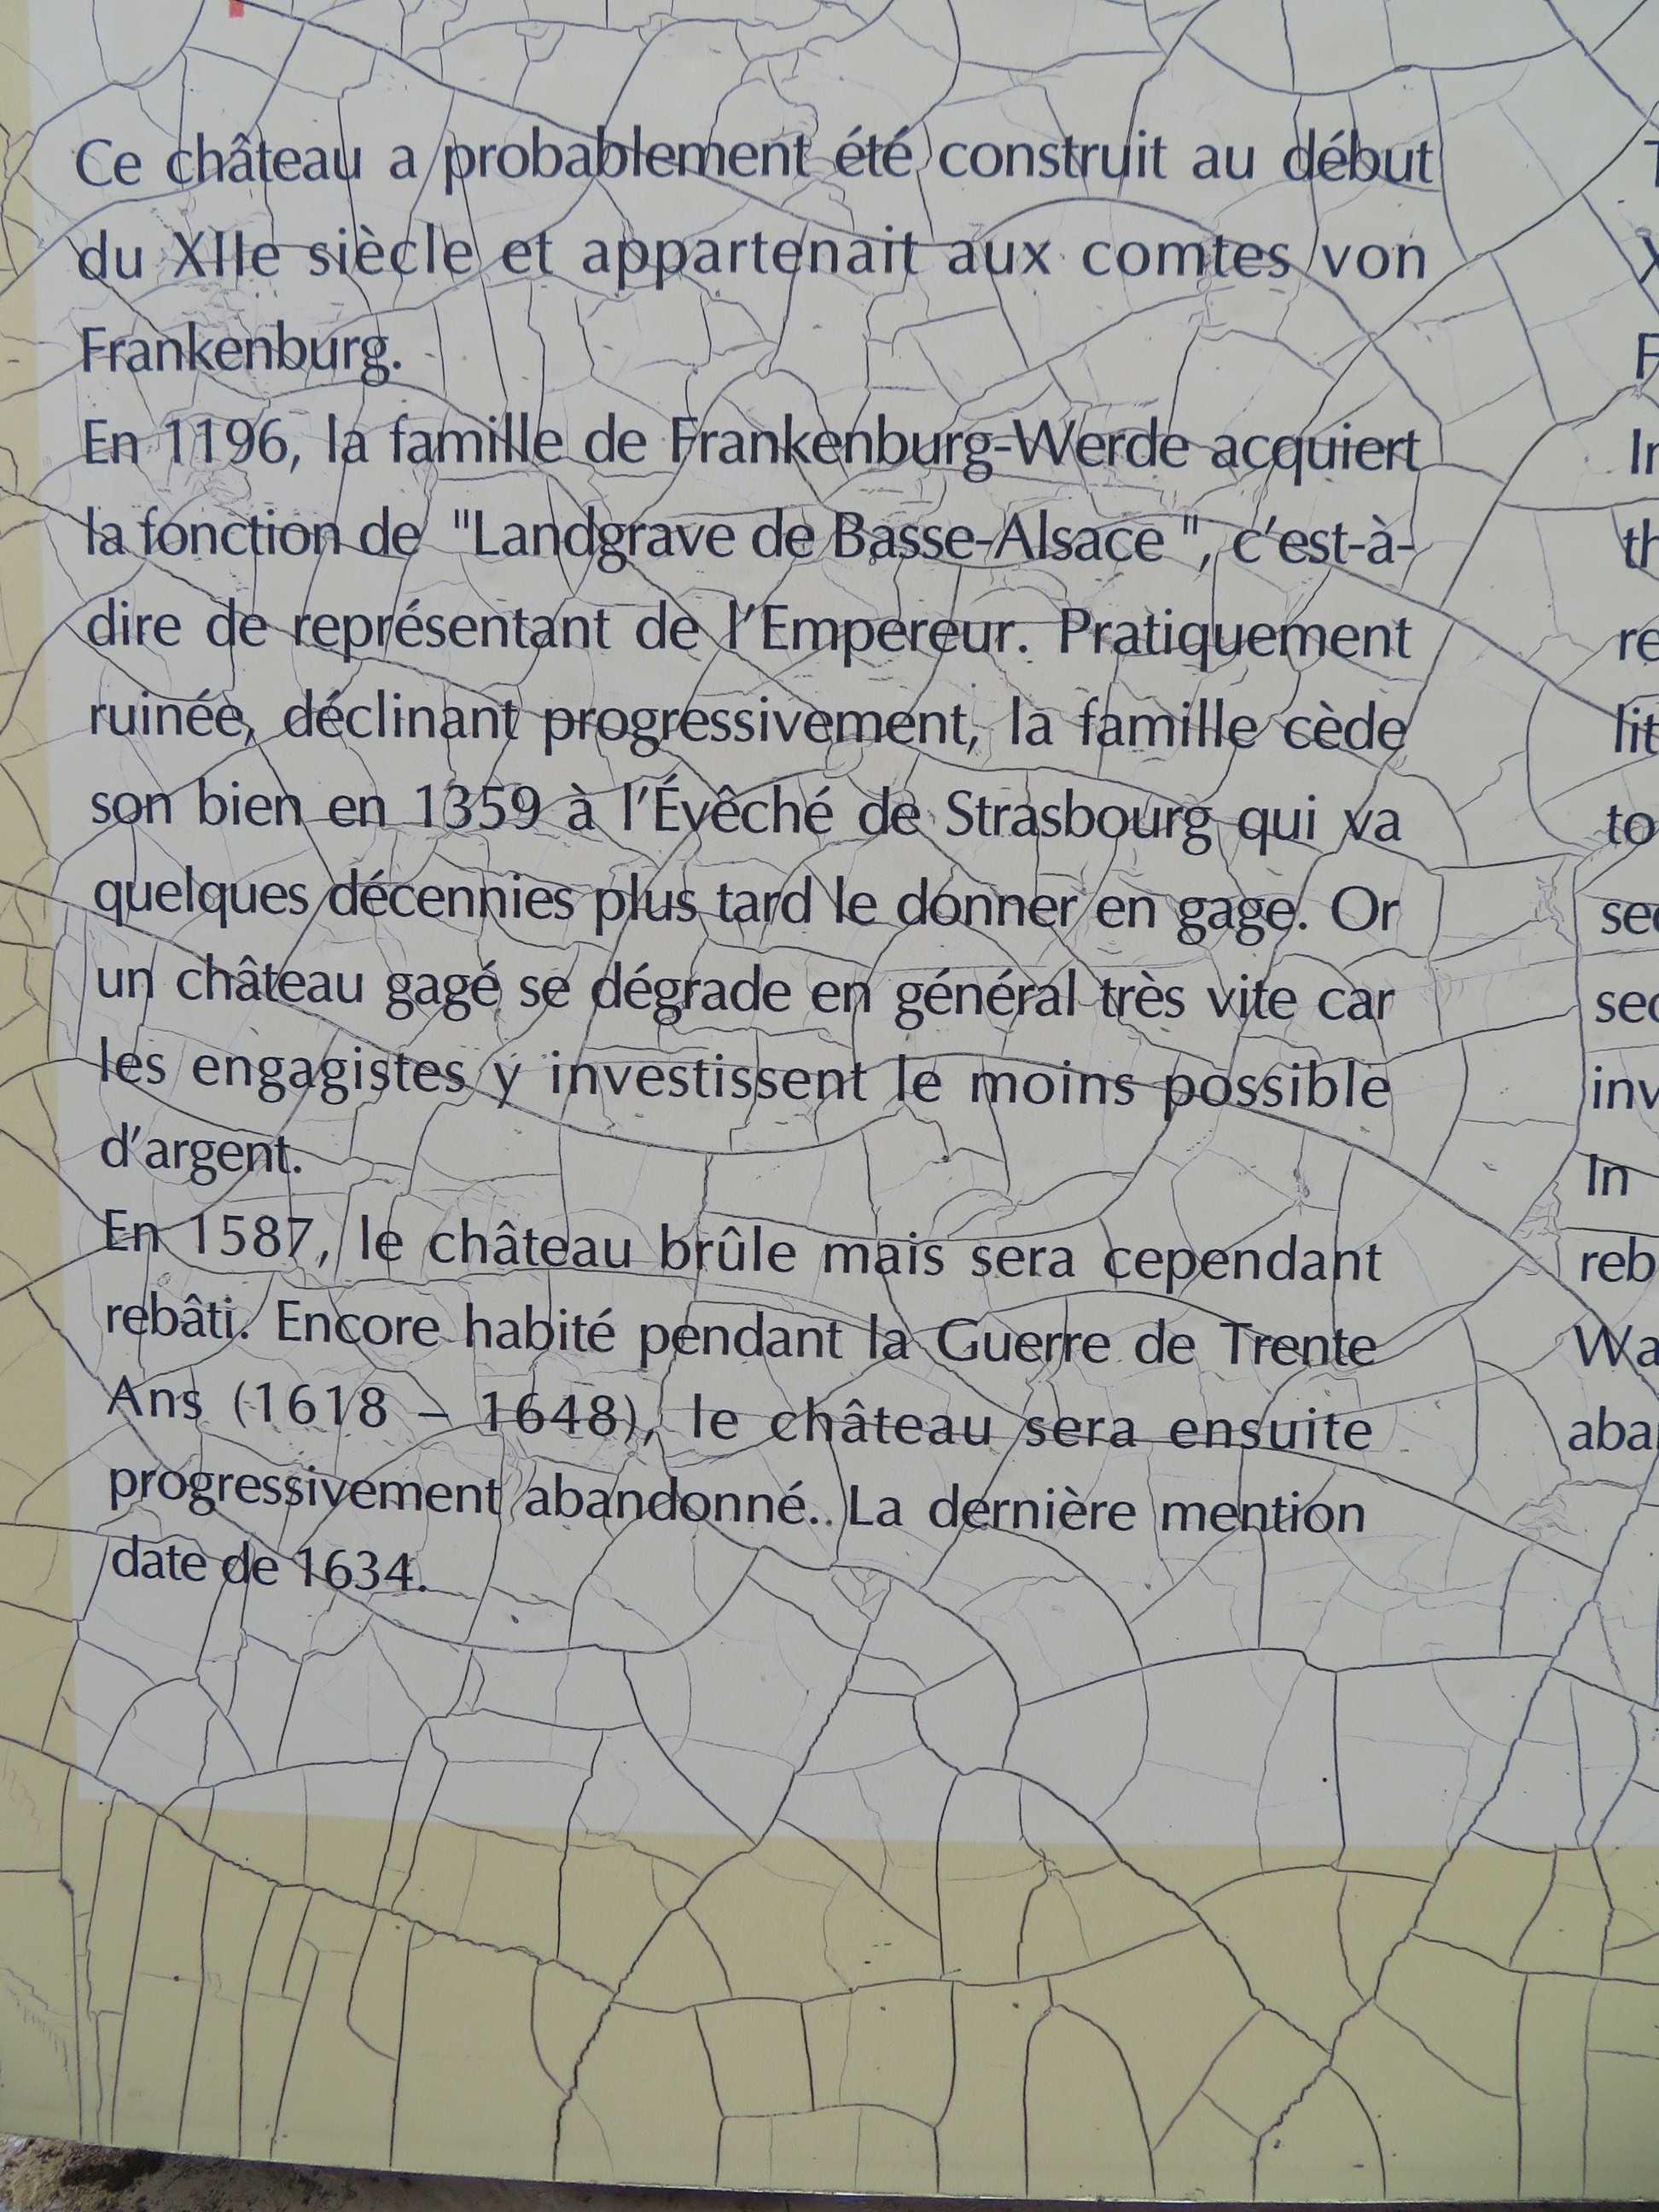 Ce château a probablement été construit au début
du XIIe siècle et appartenait aux comtes von
Frankenburg.
En 1196, la famille de Frankenburg-Werde acquiert
la fonction de "Landgrave de Basse-Alsace ", c'est-à-
dire de représentant de l'Empereur. Pratiquement
ruinée, déclinant progressivement, la famille cède
son bien en 1359 à l'Évêché de Strasbourg qui va
quelques décennies plus tard le donner en gage. Or
un château gagé se dégrade en général très vite car
les engagistes y investissent le moins possible
d'argent.
En 1587, le château brûle mais sera cependant
rebâti. Encore habité pendant la Guerre de Trente
Ans (1618 – 1648), le château sera ensuite
progressivement abandonné.. La dernière mention
date de 1634.
In